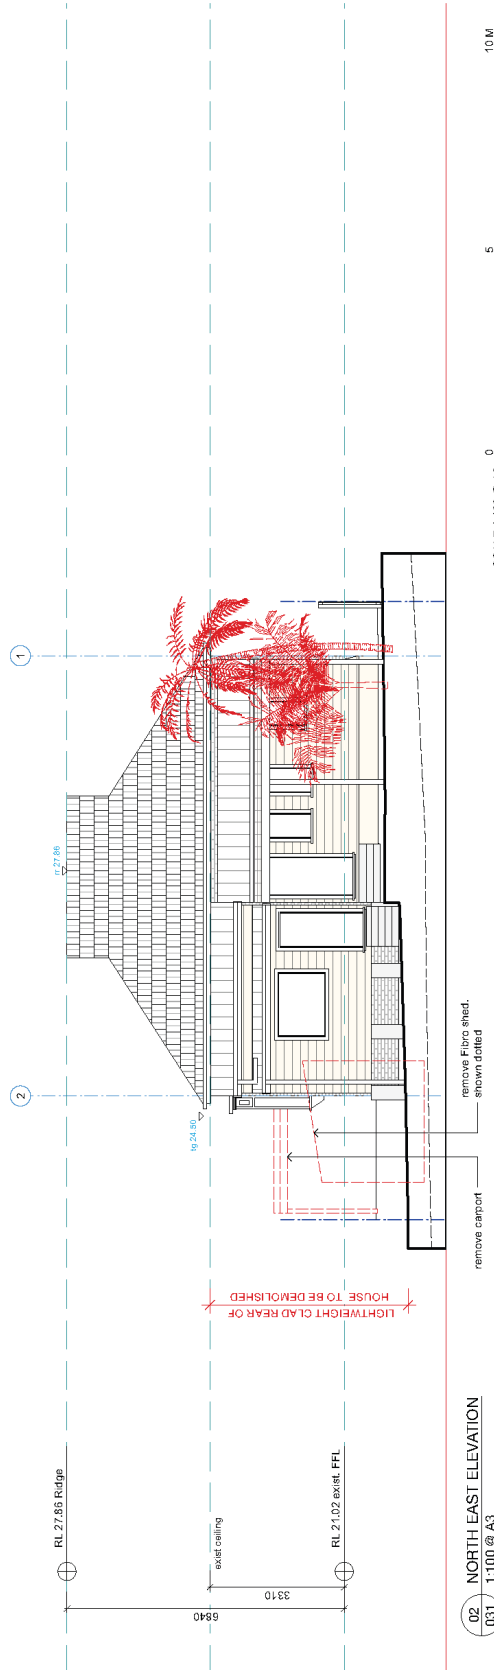 1
2
rr 27.86
tg 24.50
RL 27.86 Ridge
exist ceiling
RL 21.02 exist. FFL
6840
3310
LIGHTWEIGHT CLAD REAR OF
HOUSE TO BE DEMOLISHED
remove carport
remove Fibro shed.
shown dotted
0
5
10 M
02
NORTH EAST ELEVATION
031
1:100 @ A3